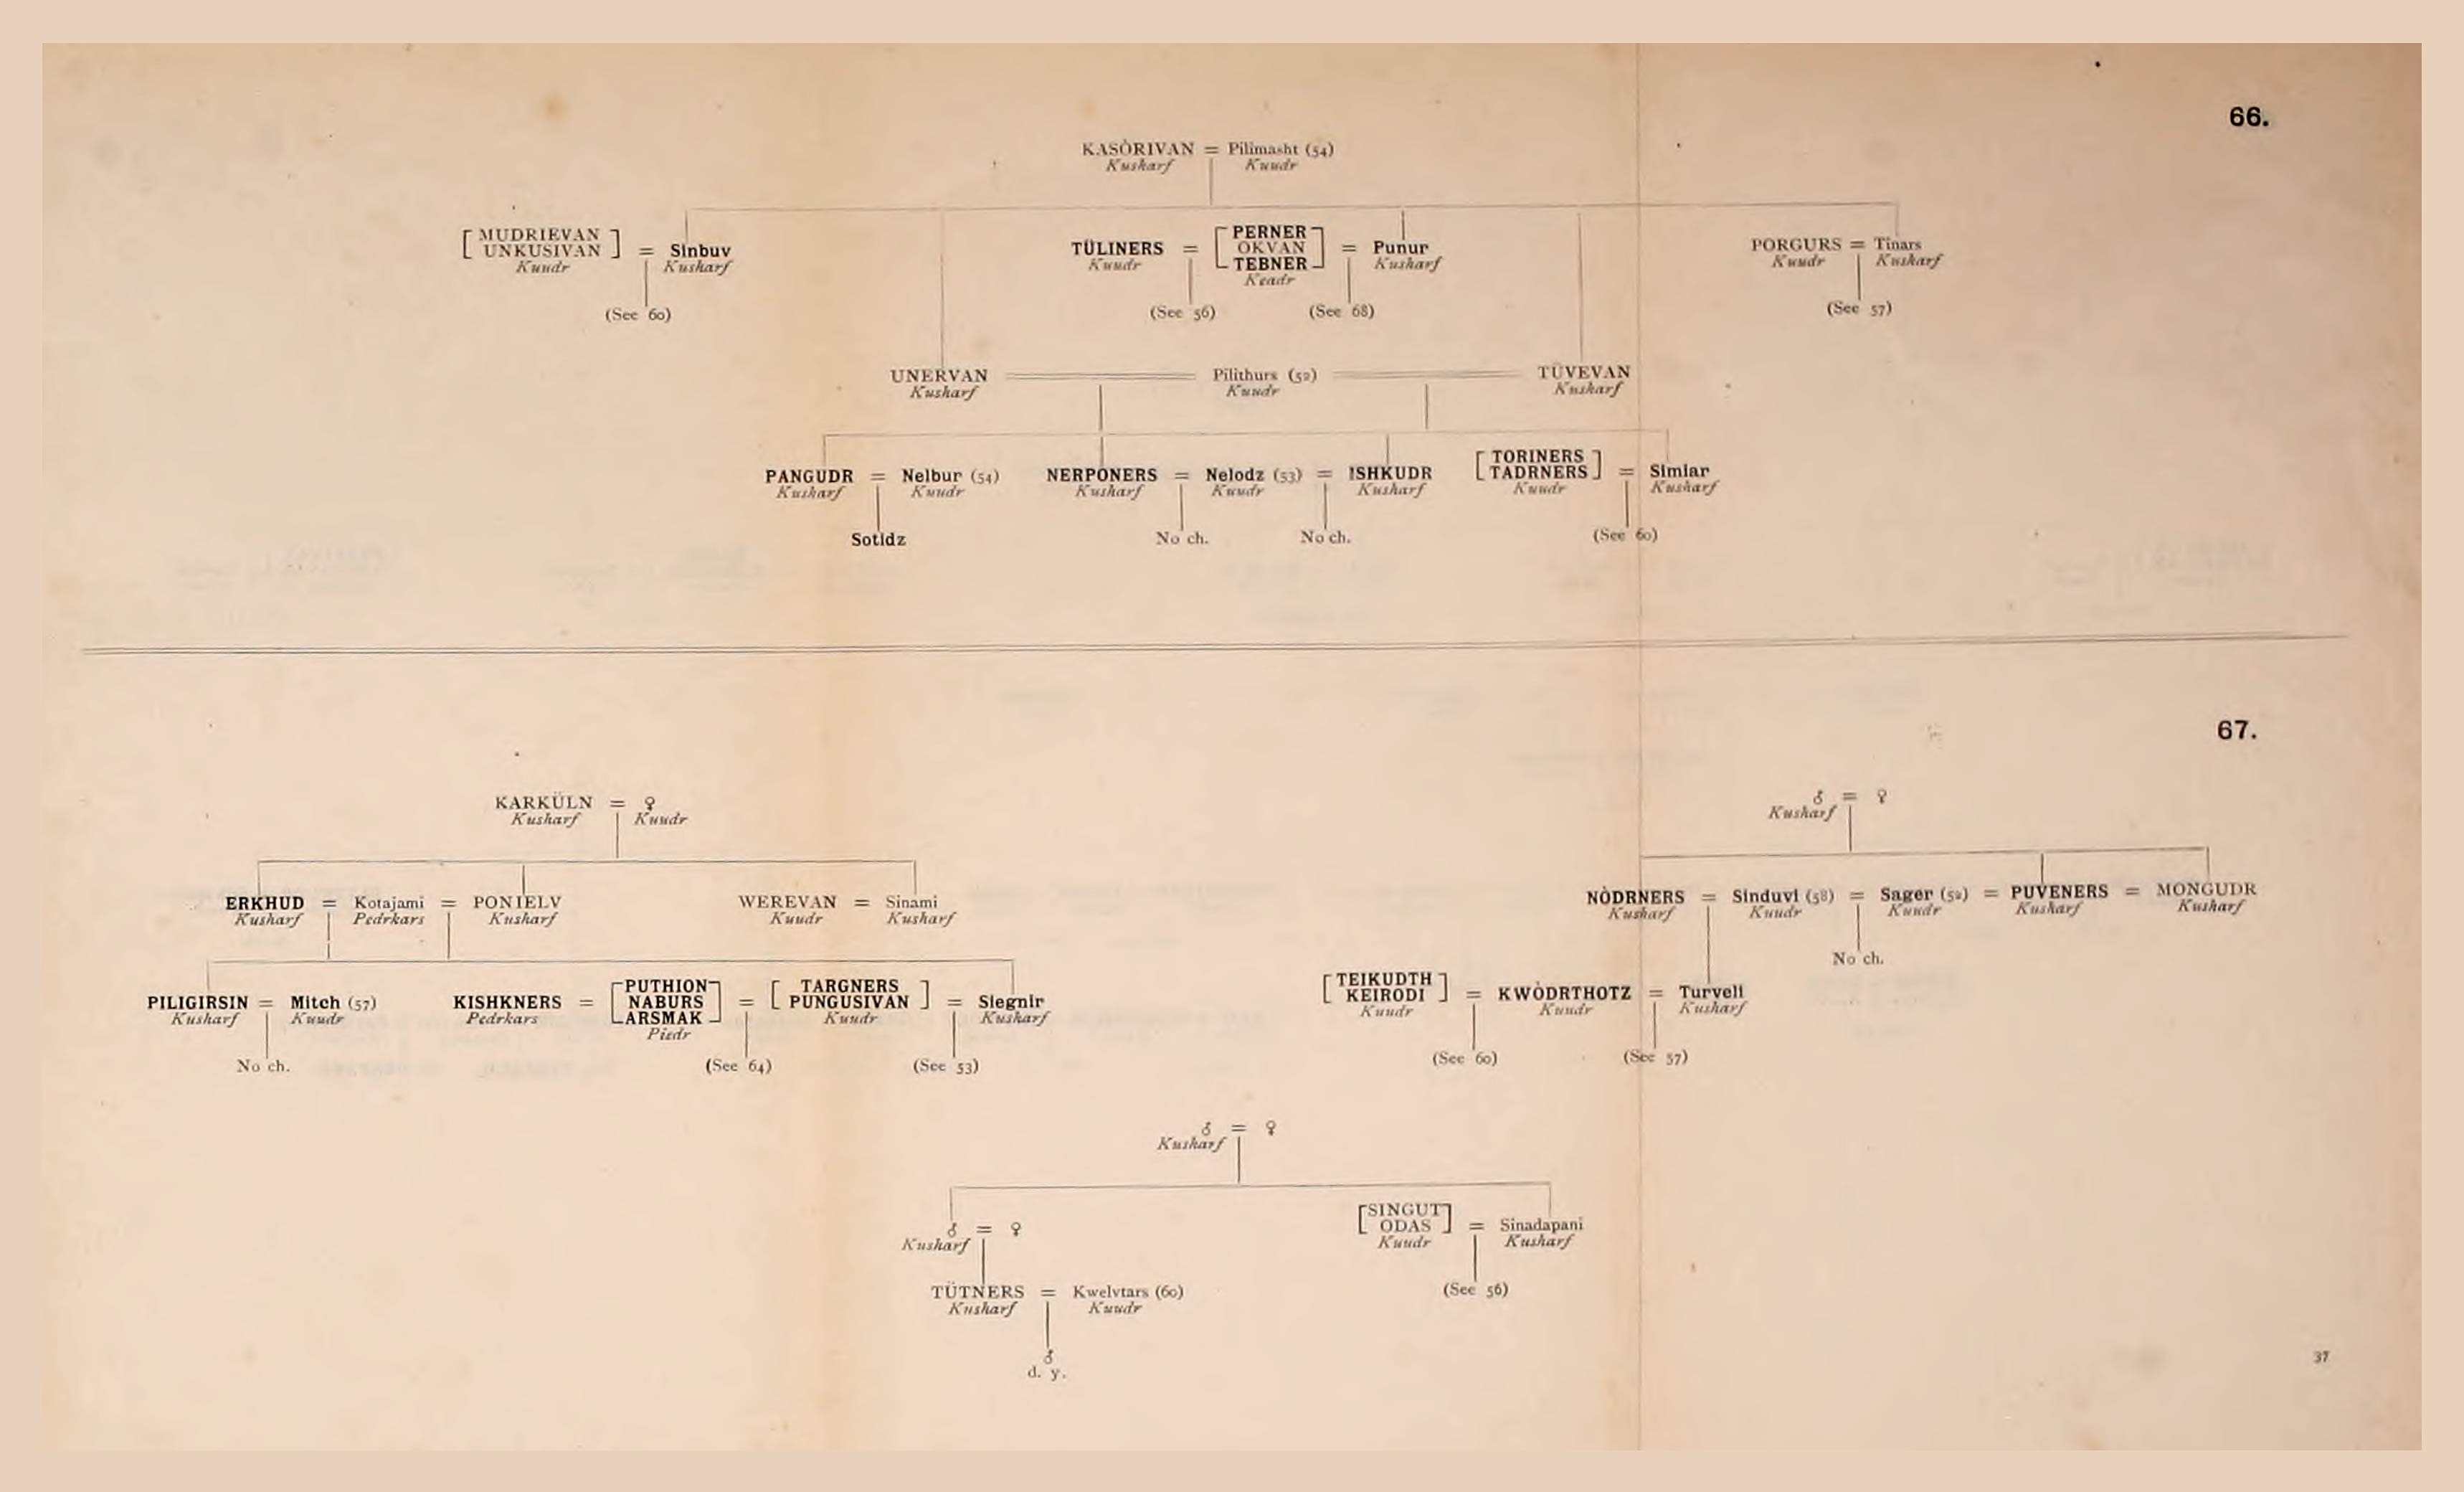 66.
KASÒRIVAN = Pilimasht (54)
Kusharf Kuudr
[MUDRIEVAN UNKUSIVAN] = Sinbuv
Kuudr Kusharf
(See 60)
TÜLINERS = [PERNER OKVAN TEBNER] = Punur
Kuudr Keadr Kusharf
(See 56) (See 68)
PORGURS = Tinars
Kuudr Kusharf
(See 57)
UNERVAN = Pilithurs (52) = TÜVEVAN
Kusharf Kuudr Kusharf
PANGUDR = Nelbur (54) NERPONERS = Nelodz (53) = ISHKUDR [TORINERS TADRNERS] = Simiar
Kusharf Kuudr Kusharf Kuudr Kusharf Kuudr Kusharf
Sotidz No ch. No ch. (See 60)
67.
KARKÜLN = ♀
Kusharf Kuudr
ERKHUD = Kotajami = PONIELV WEREVAN = Sinami
Kusharf Pedrkars Kusharf Kuudr Kusharf
PILIGIRSIN = Mitch (57) KISHKNERS = [PUTHION NABURS ARSMAK] = [TARGNERS PUNGUSIVAN] = Siegnir
Kusharf Kuudr Pedrkars Piedr Kuudr Kusharf
No ch. (See 64) (See 53)
♂ = ♀
Kusharf
NÒDRNERS = Sinduvi (58) = Sager (52) = PUVENERS = MONGUDR
Kusharf Kuudr Kuudr Kusharf Kusharf
No ch.
[TEIKUDTH KEIRODI] = KWÒDRTHOTZ = Turveli
Kuudr Kuudr Kusharf
(See 60) (See 57)
♂ = ♀
Kusharf
♂ = ♀ [SINGUT ODAS] = Sinadapani
Kusharf Kuudr Kusharf
(See 56)
TÜTNERS = Kwelvtars (60)
Kusharf Kuudr
♂
d. y.
37